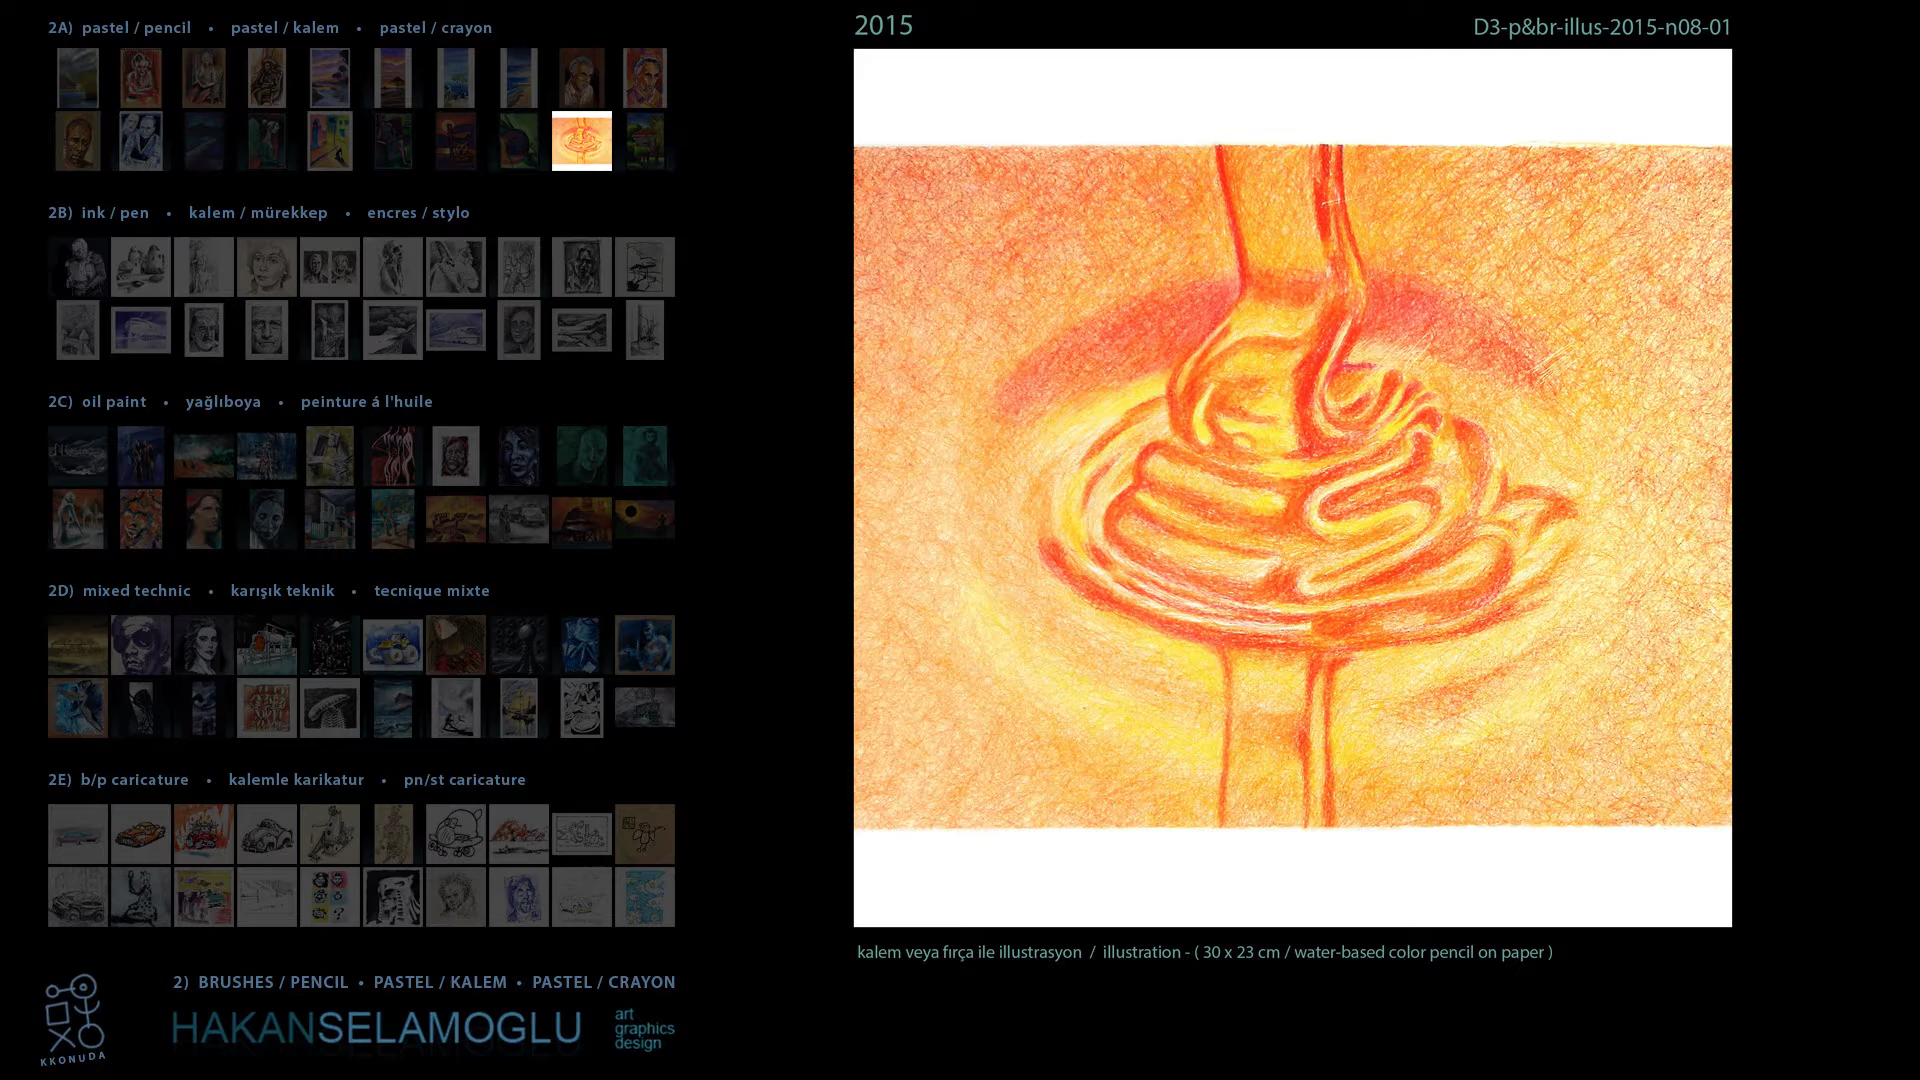 2A) pastel / pencil • pastel / kalem • pastel / crayon
2B) ink / pen • kalem / mürekkep • encres / stylo
2C) oil paint • yağlıboya • peinture á l'huile
2D) mixed technic • karışık teknik • tecnique mixte
2E) b/p caricature • kalemle karikatur • pn/st caricature
2) BRUSHES / PENCIL • PASTEL / KALEM • PASTEL / CRAYON
HAKANSELAMOGLU
art
graphics
design
KKONUDA
2015
D3-p&br-illus-2015-n08-01
kalem veya fırça ile illustrasyon / illustration - ( 30 x 23 cm / water-based color pencil on paper )